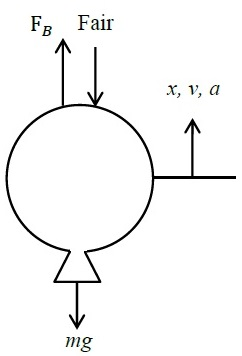 F_B Fair
x, v, a
mg